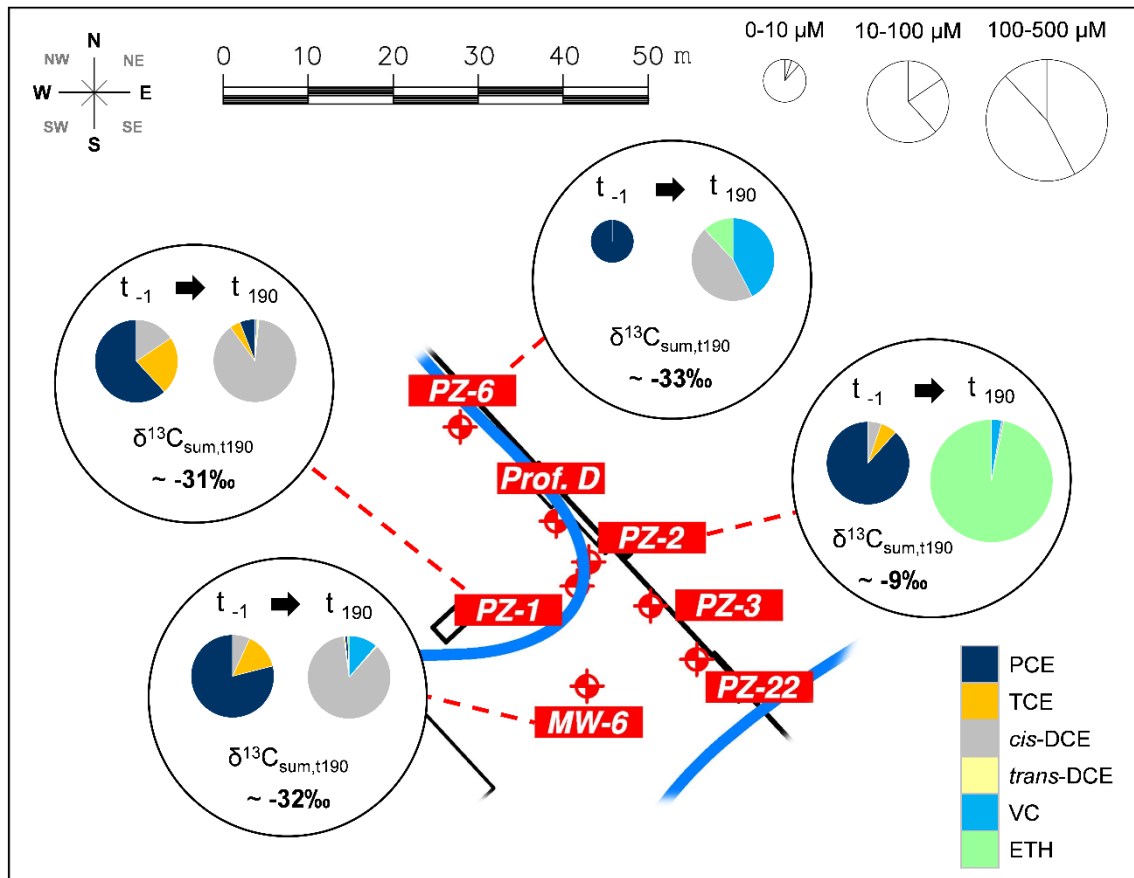 N
NW NE
W E
SW SE
S
0 10 20 30 40 50 m
0-10 µM 10-100 µM 100-500 µM
t -1 t 190
δ13Csum,t190
~ -33‰
t -1 t 190
δ13Csum,t190
~ -31‰
t -1 t 190
δ13Csum,t190
~ -9‰
t -1 t 190
δ13Csum,t190
~ -32‰
PZ-6
Prof. D
PZ-2
PZ-1
PZ-3
PZ-22
MW-6
PCE
TCE
cis-DCE
trans-DCE
VC
ETH